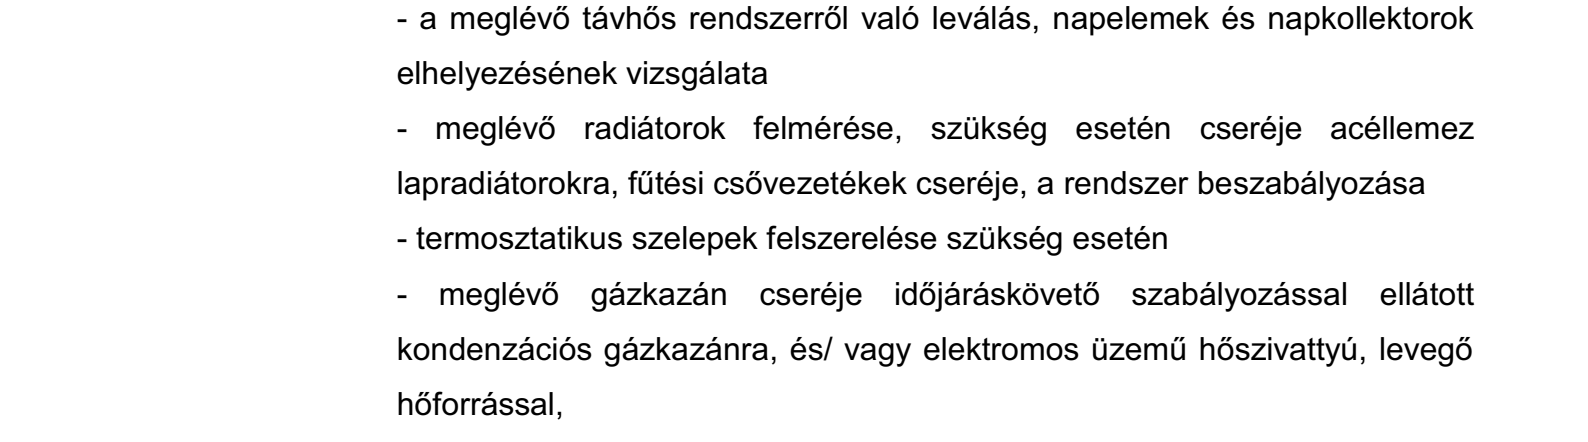 - a meglévő távhős rendszerről való leválás, napelemek és napkollektorok
elhelyezésének vizsgálata
- meglévő radiátorok felmérése, szükség esetén cseréje acéllemez
lapradiátorokra, fűtési csővezetékek cseréje, a rendszer beszabályozása
- termosztatikus szelepek felszerelése szükség esetén
- meglévő gázkazán cseréje időjáráskövető szabályozással ellátott
kondenzációs gázkazánra, és/ vagy elektromos üzemű hőszivattyú, levegő
hőforrással,